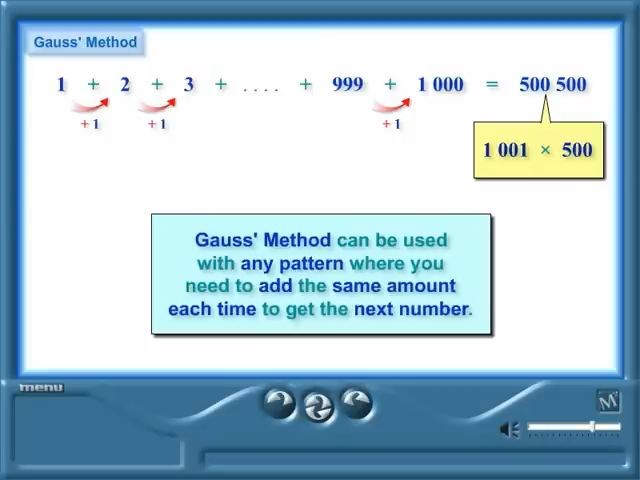 Gauss' Method
1 + 2 + 3 + .... + 999 + 1 000 = 500 500
+ 1 + 1 + 1
1 001 × 500
Gauss' Method can be used
with any pattern where you
need to add the same amount
each time to get the next number.
menu
M